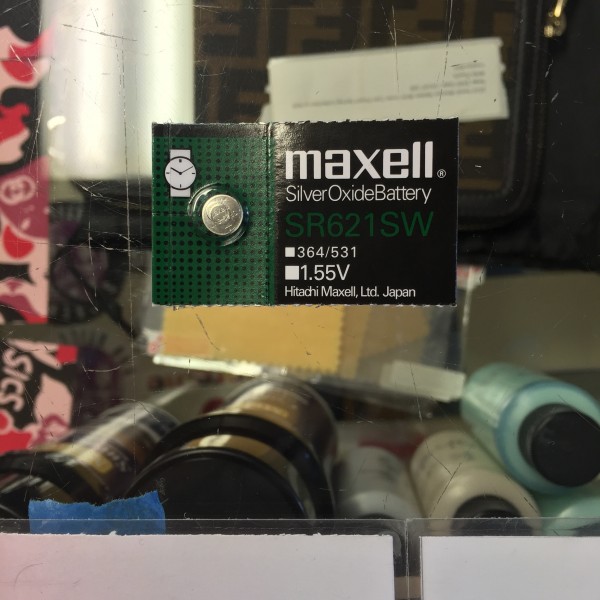 maxell®
SilverOxideBattery
SR621SW
364/531
1.55V
Hitachi Maxell, Ltd. Japan